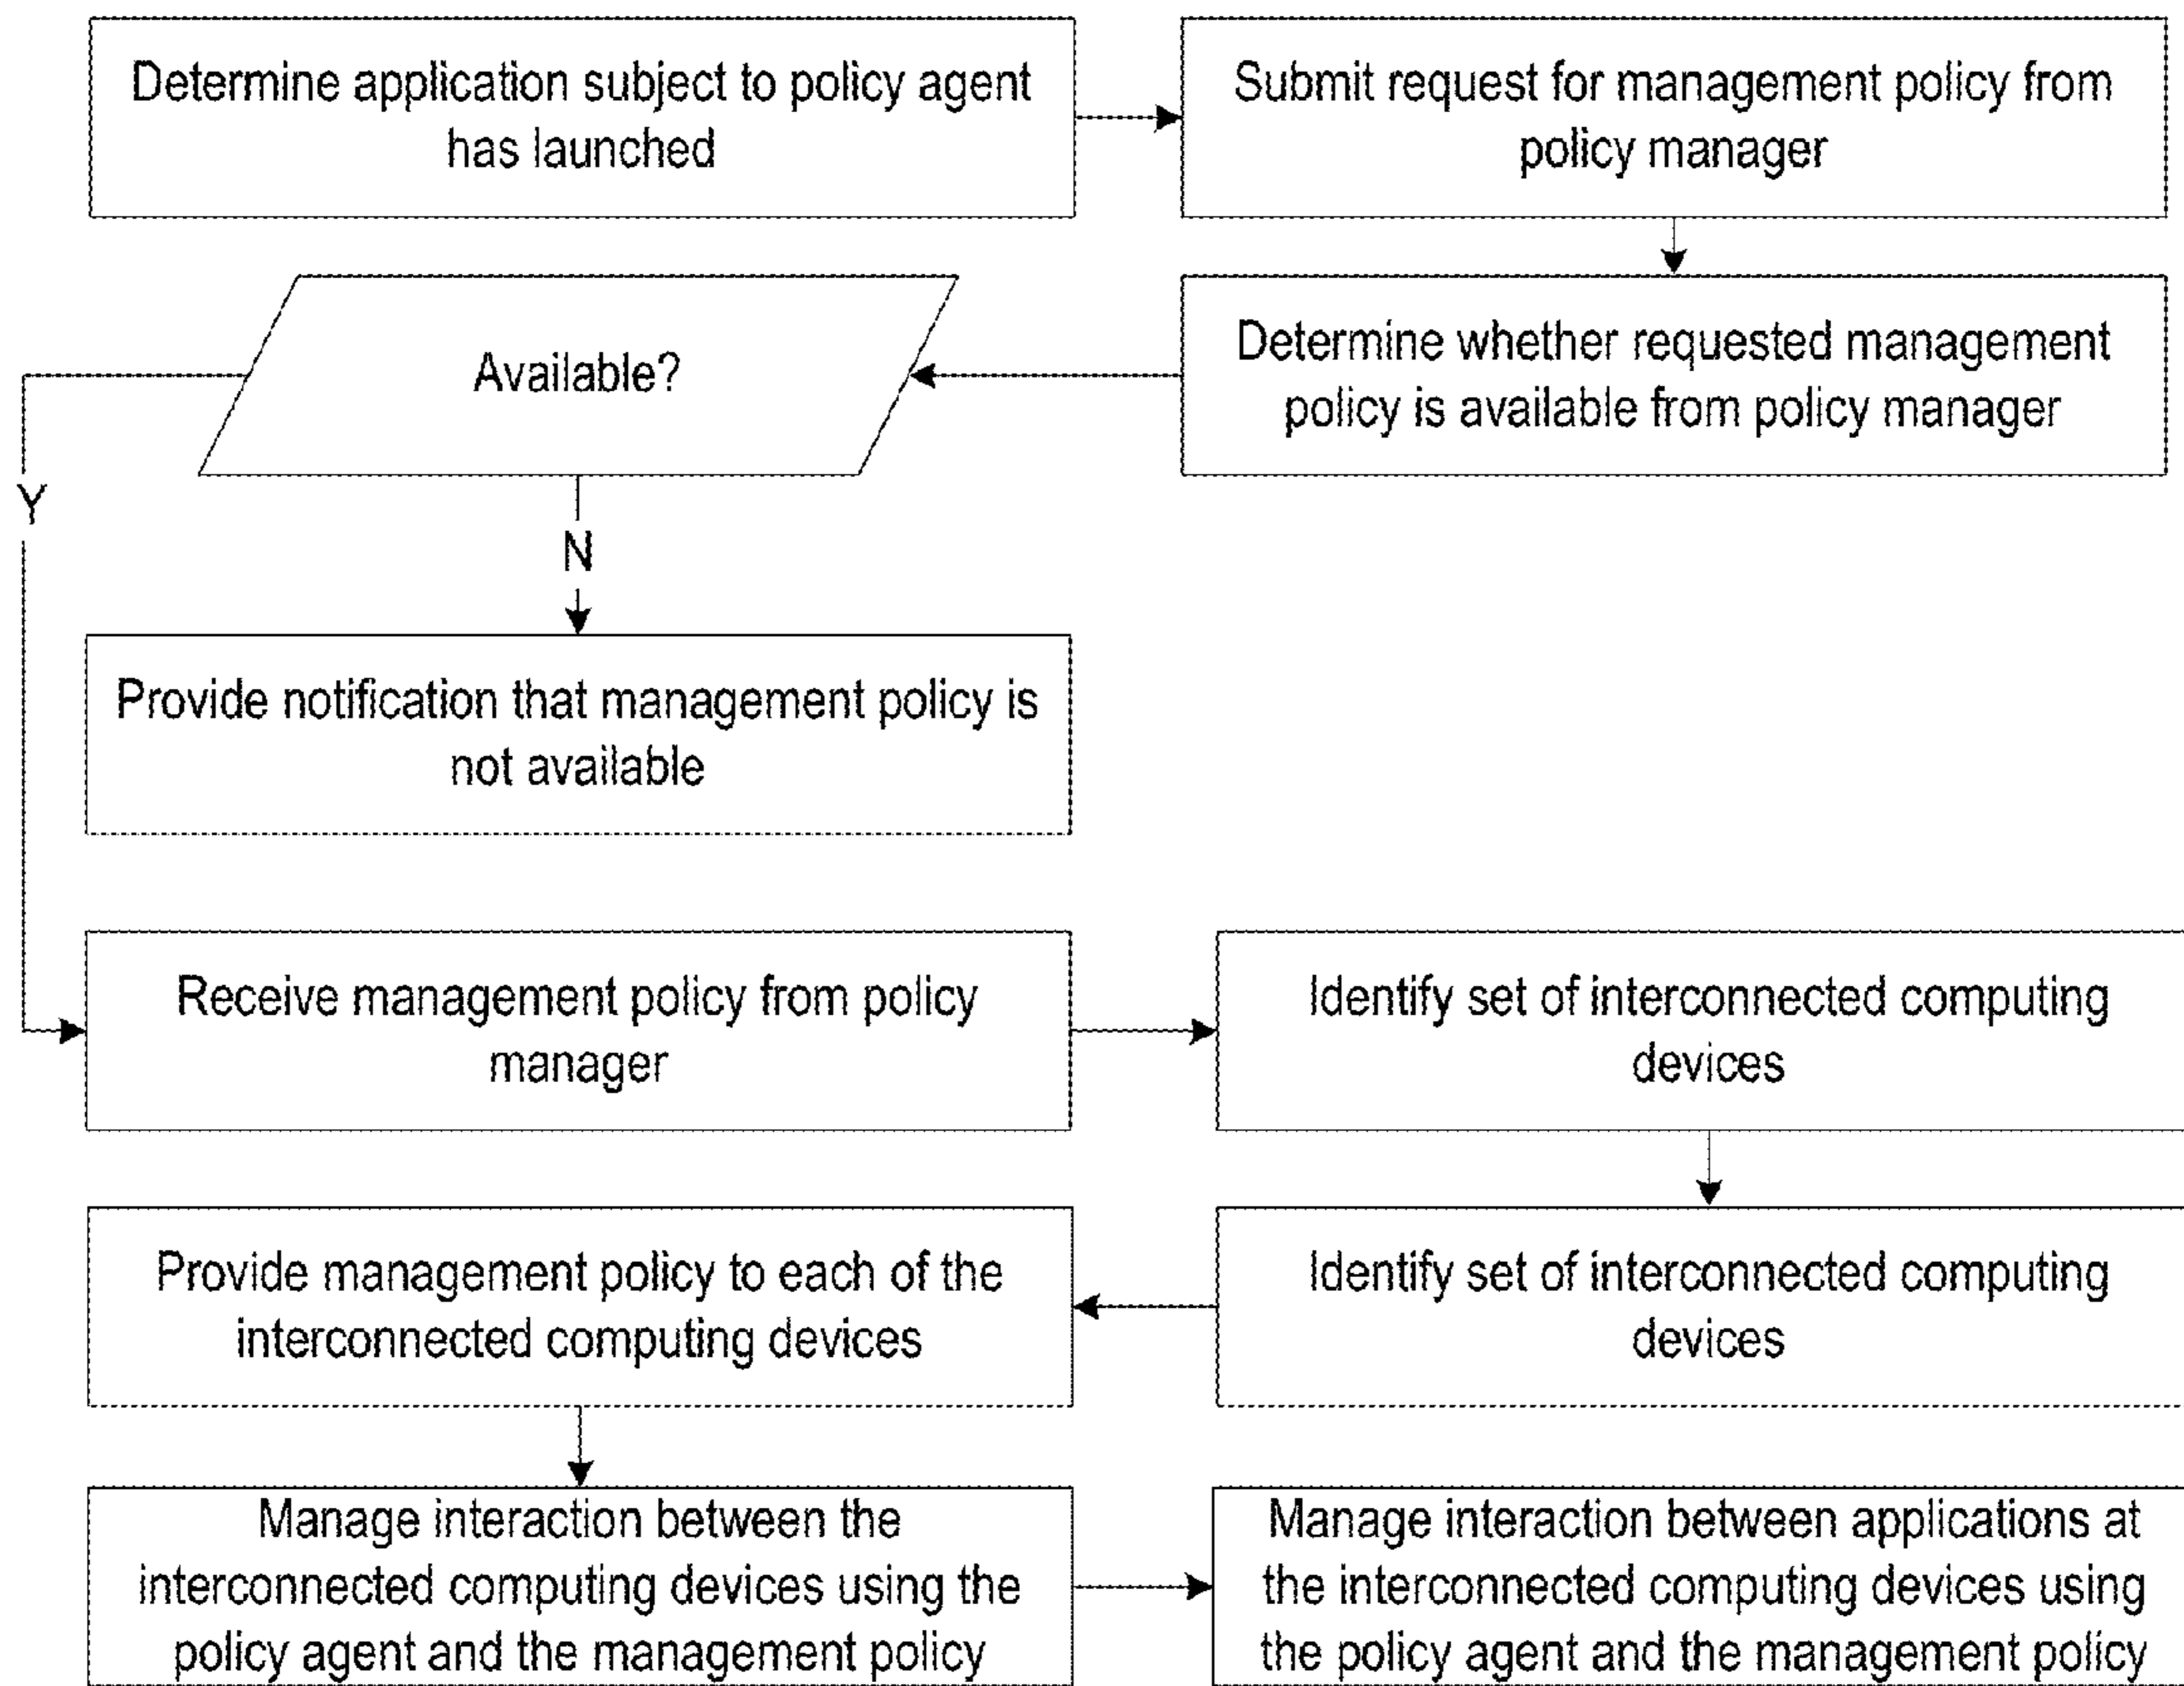 Determine application subject to policy agent
has launched
Submit request for management policy from
policy manager
Available?
Determine whether requested management
policy is available from policy manager
Y
N
Provide notification that management policy is
not available
Receive management policy from policy
manager
Identify set of interconnected computing
devices
Provide management policy to each of the
interconnected computing devices
Identify set of interconnected computing
devices
Manage interaction between the
interconnected computing devices using the
policy agent and the management policy
Manage interaction between applications at
the interconnected computing devices using
the policy agent and the management policy